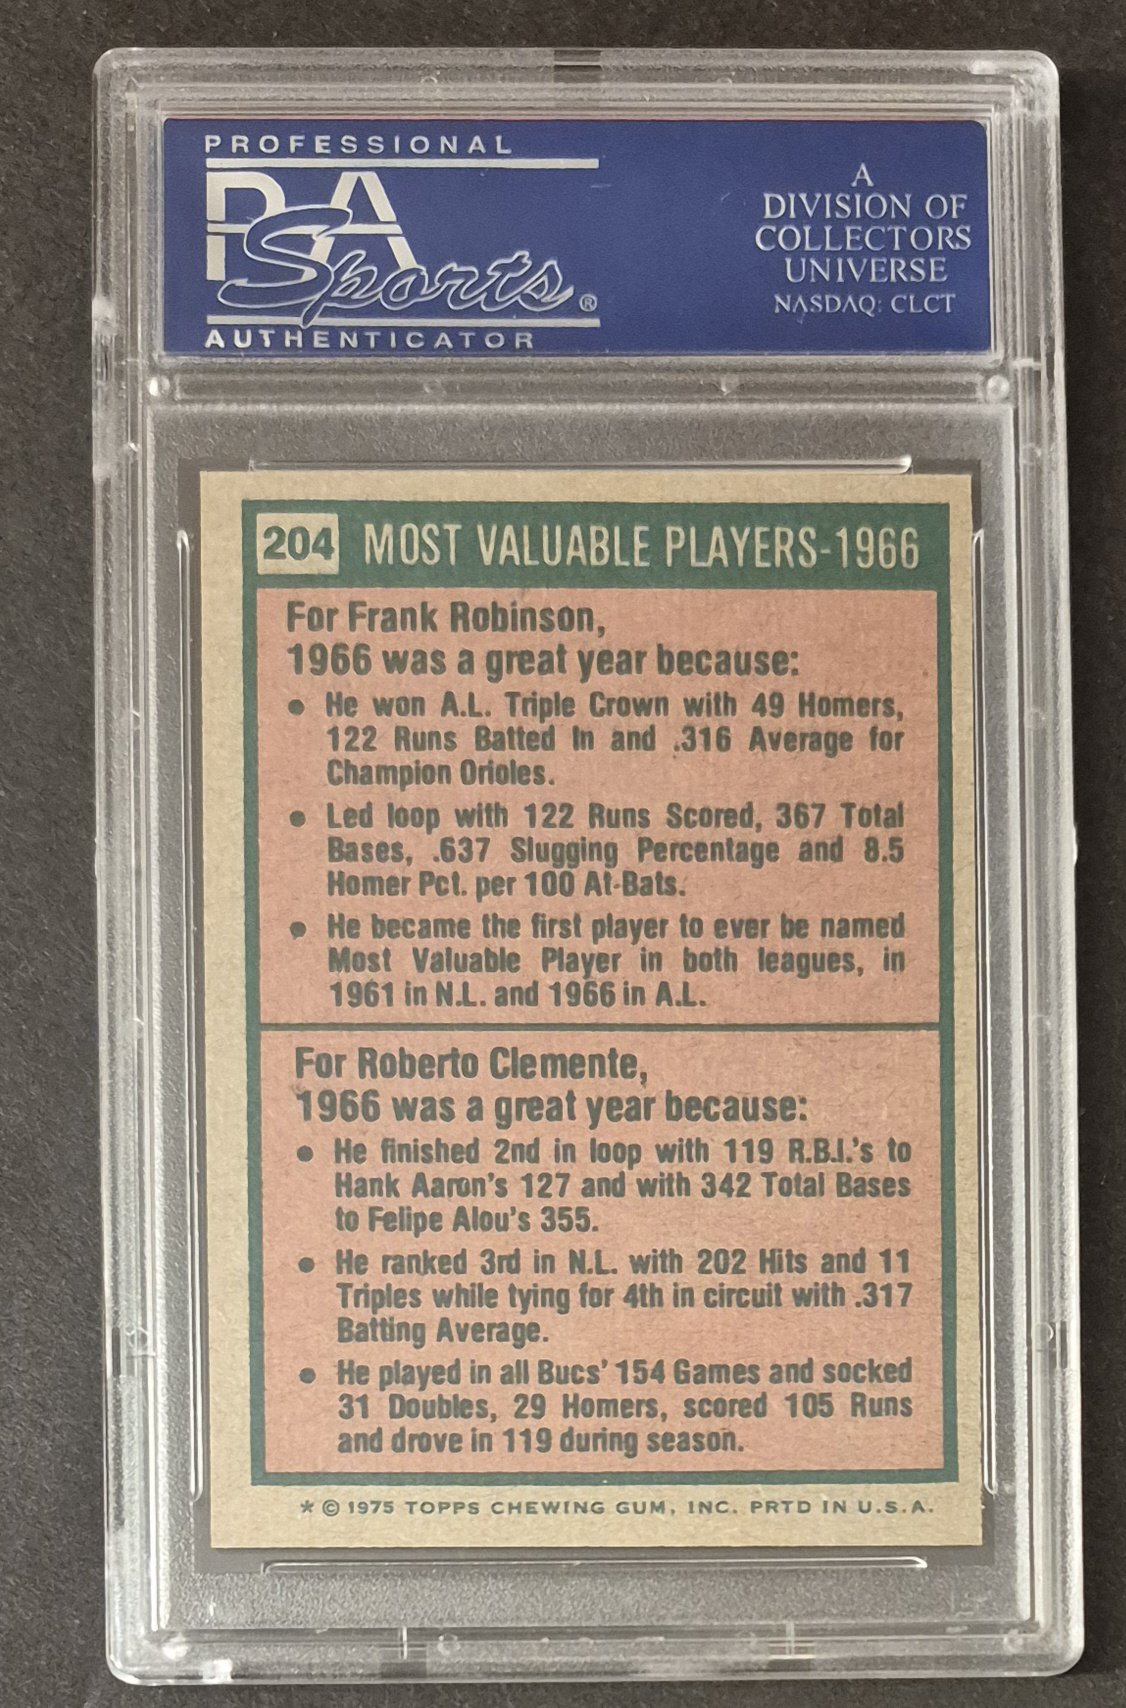 PROFESSIONAL
PSA
Sports®
AUTHENTICATOR
A
DIVISION OF
COLLECTORS
UNIVERSE
NASDAQ: CLCT
204 MOST VALUABLE PLAYERS-1966
For Frank Robinson,
1966 was a great year because:
● He won A.L. Triple Crown with 49 Homers,
122 Runs Batted In and .316 Average for
Champion Orioles.
● Led loop with 122 Runs Scored, 367 Total
Bases, .637 Slugging Percentage and 8.5
Homer Pct. per 100 At-Bats.
● He became the first player to ever be named
Most Valuable Player in both leagues, in
1961 in N.L. and 1966 in A.L.
For Roberto Clemente,
1966 was a great year because:
● He finished 2nd in loop with 119 R.B.I.'s to
Hank Aaron's 127 and with 342 Total Bases
to Felipe Alou's 355.
● He ranked 3rd in N.L. with 202 Hits and 11
Triples while tying for 4th in circuit with .317
Batting Average.
● He played in all Bucs' 154 Games and socked
31 Doubles, 29 Homers, scored 105 Runs
and drove in 119 during season.
* © 1975 TOPPS CHEWING GUM, INC. PRTD IN U.S.A.